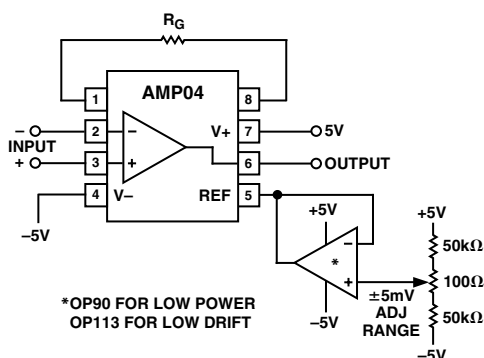 RG
AMP04
1
8
–
2
–
V+
7
5V
INPUT
+
3
+
6
OUTPUT
4
V–
REF
5
–5V
+5V
+5V
–
50kΩ
*
+
±5mV
ADJ
RANGE
100Ω
50kΩ
–5V
–5V
*OP90 FOR LOW POWER
OP113 FOR LOW DRIFT